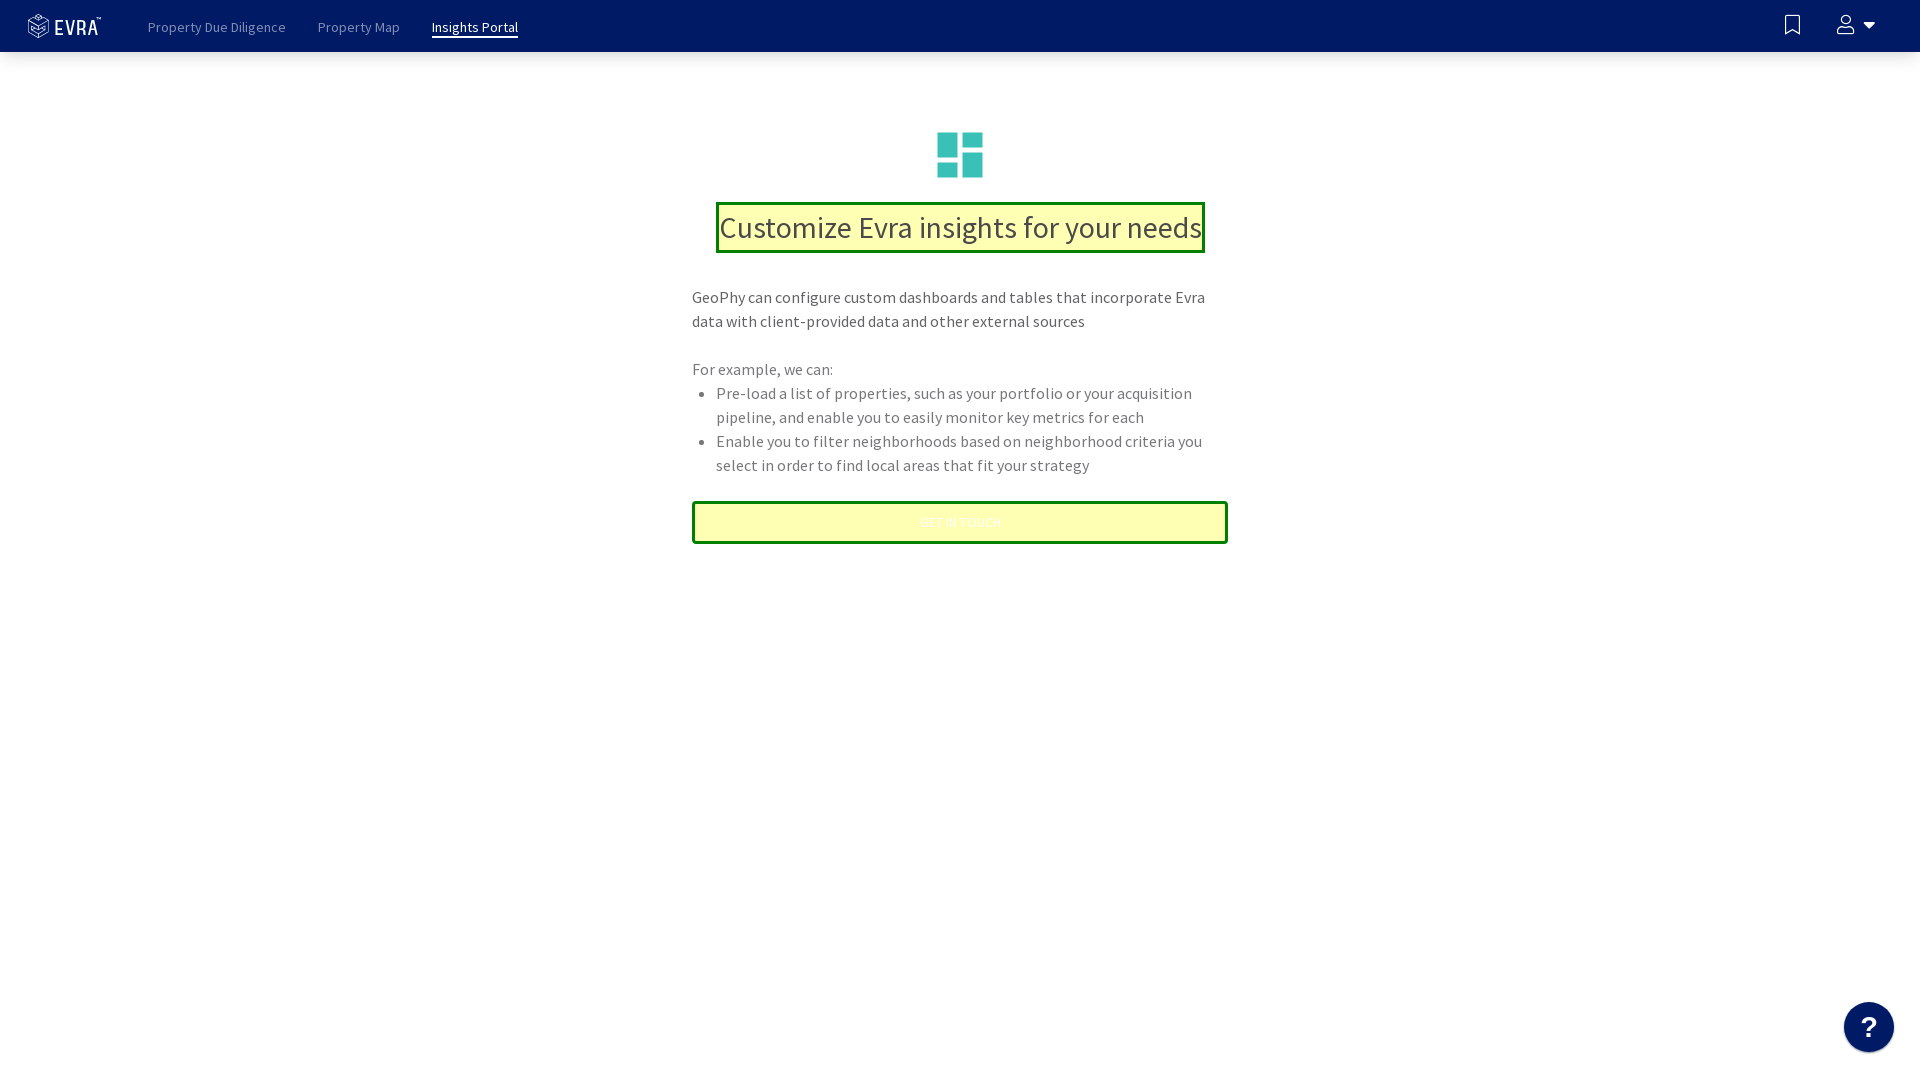 EVRA™
Property Due Diligence
Property Map
Insights Portal
Customize Evra insights for your needs
GeoPhy can configure custom dashboards and tables that incorporate Evra
data with client-provided data and other external sources
For example, we can:
• Pre-load a list of properties, such as your portfolio or your acquisition
pipeline, and enable you to easily monitor key metrics for each
• Enable you to filter neighborhoods based on neighborhood criteria you
select in order to find local areas that fit your strategy
GET IN TOUCH
?